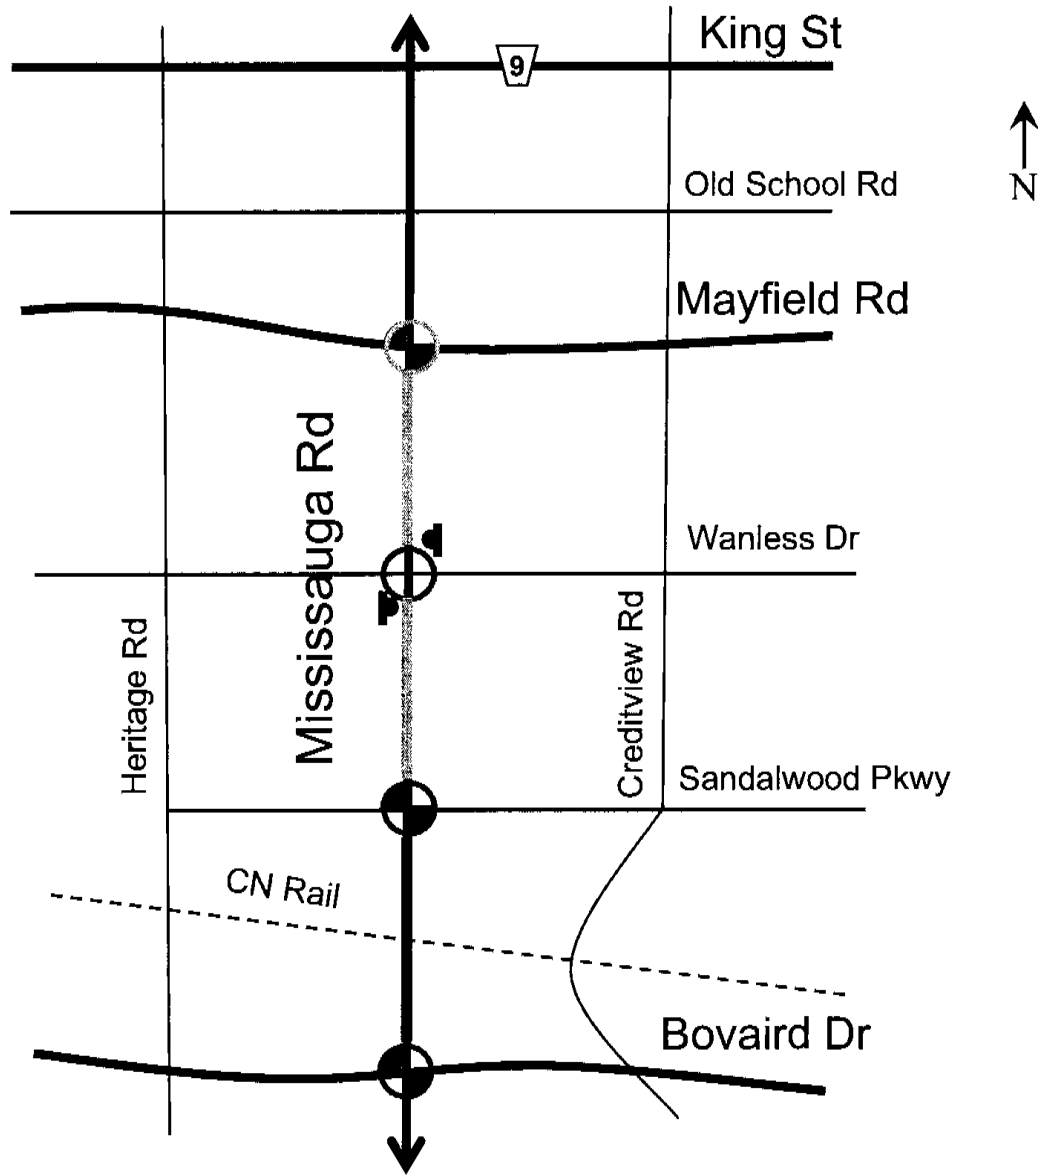 King St
9
Old School Rd
N
Mayfield Rd
Mississauga Rd
Wanless Dr
Heritage Rd
Creditview Rd
Sandalwood Pkwy
CN Rail
Bovaird Dr